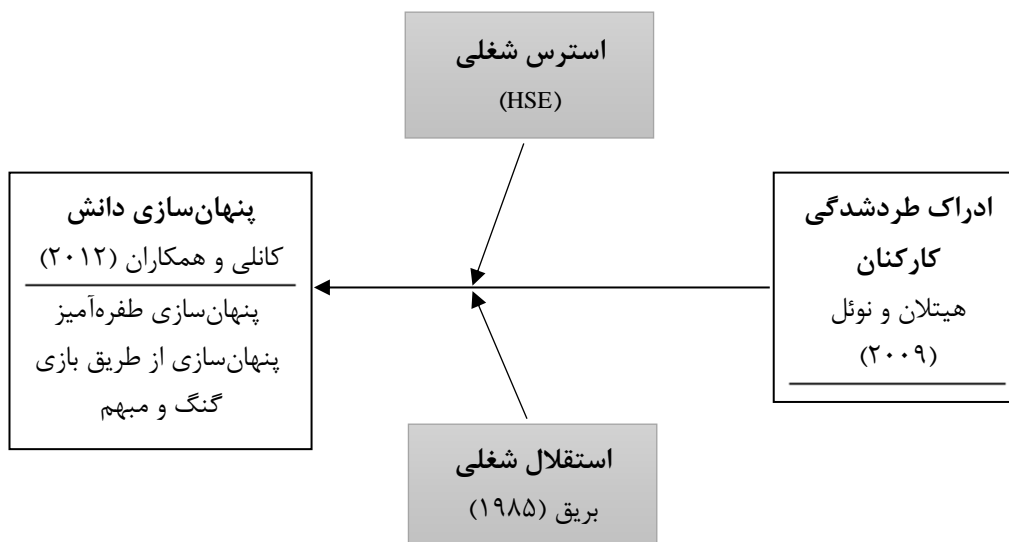 استرس شغلی
(HSE)
ادراک طردشدگی
کارکنان
هیتلان و نوئل
(۲۰۰۹)
پنهان‌سازی دانش
کانلی و همکاران (۲۰۱۲)
پنهان‌سازی طفره‌آمیز
پنهان‌سازی از طریق بازی
گنگ و مبهم
استقلال شغلی
بریق (۱۹۸۵)